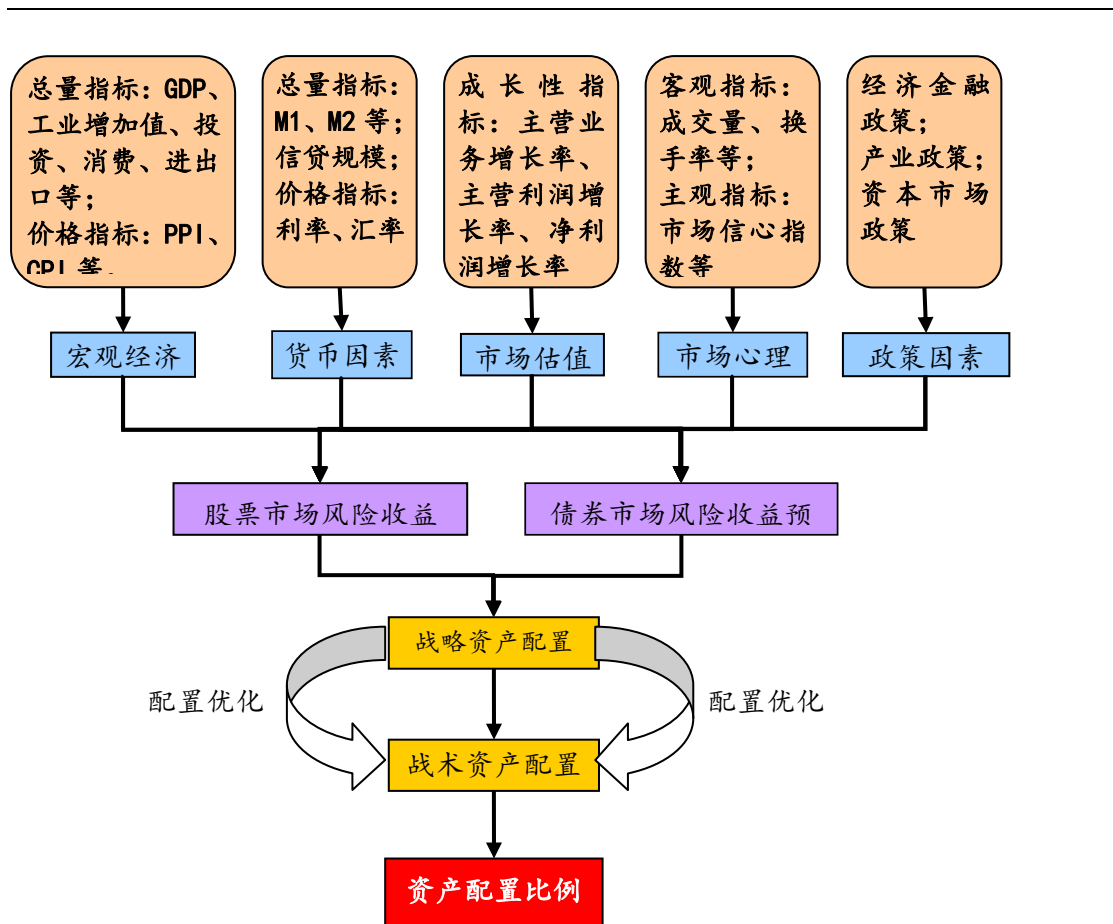 总量指标：GDP、
工业增加值、投
资、消费、进出
口等；
价格指标：PPI、
CPI 等．
总量指标：
M1、M2 等；
信贷规模；
价格指标：
利率、汇率
成长性指
标：主营业
务增长率、
主营利润增
长率、净利
润增长率
客观指标：
成交量、换
手率等；
主观指标：
市场信心指
数等
经济金融
政策；
产业政策；
资本市场
政策
宏观经济
货币因素
市场估值
市场心理
政策因素
股票市场风险收益
债券市场风险收益预
战略资产配置
配置优化
配置优化
战术资产配置
资产配置比例